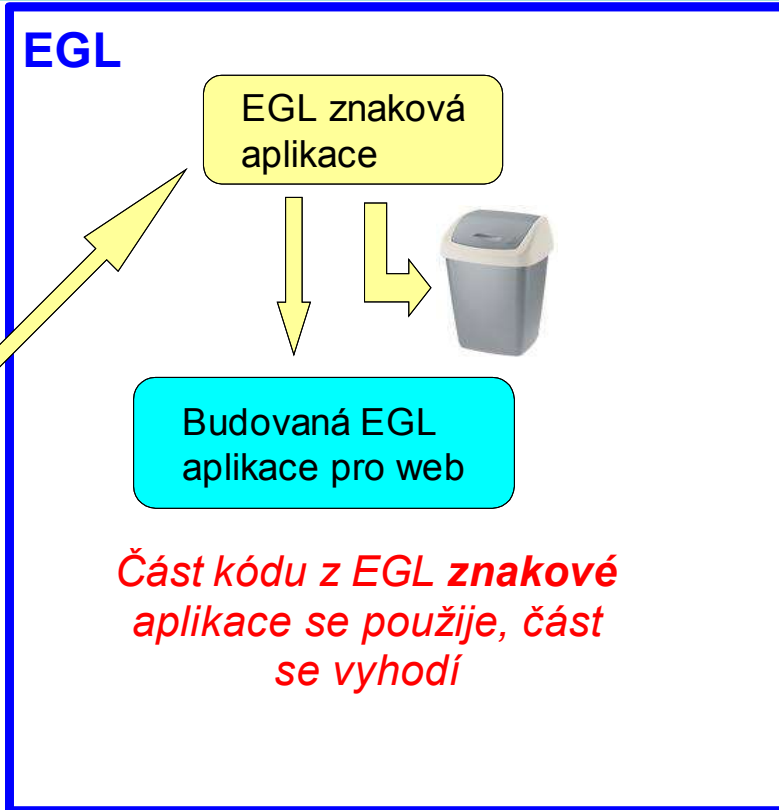 EGL
EGL znaková
aplikace
Budovaná EGL
aplikace pro web
Část kódu z EGL znakové
aplikace se použije, část
se vyhodí